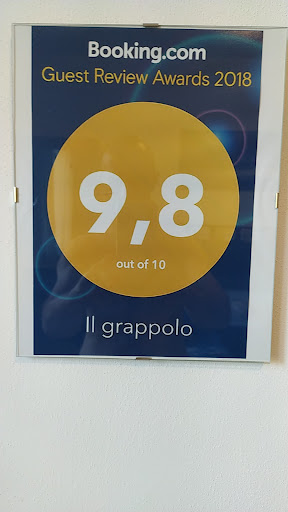 Booking.com
Guest Review Awards 2018
9,8
out of 10
Il grappolo